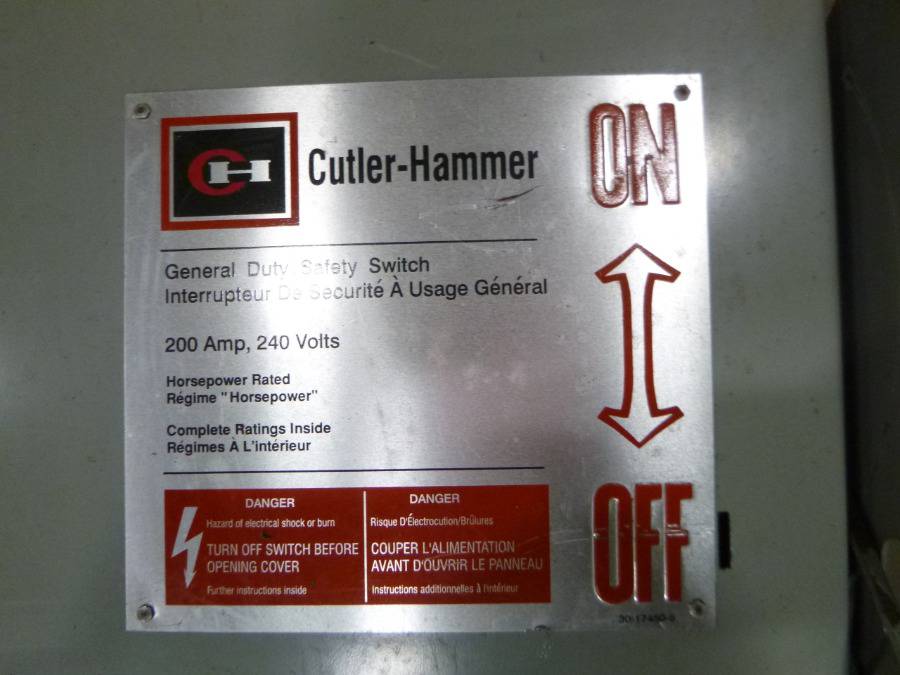 CH
Cutler-Hammer
ON
General Duty Safety Switch
Interrupteur De Securité À Usage Général
200 Amp, 240 Volts
Horsepower Rated
Régime "Horsepower"
Complete Ratings Inside
Régimes À L'intérieur
DANGER
Hazard of electrical shock or burn
TURN OFF SWITCH BEFORE
OPENING COVER
Further instructions inside
DANGER
Risque D'Électrocution/Brûlures
COUPER L'ALIMENTATION
AVANT D'OUVRIR LE PANNEAU
Instructions additionnelles à l'intérieur
OFF